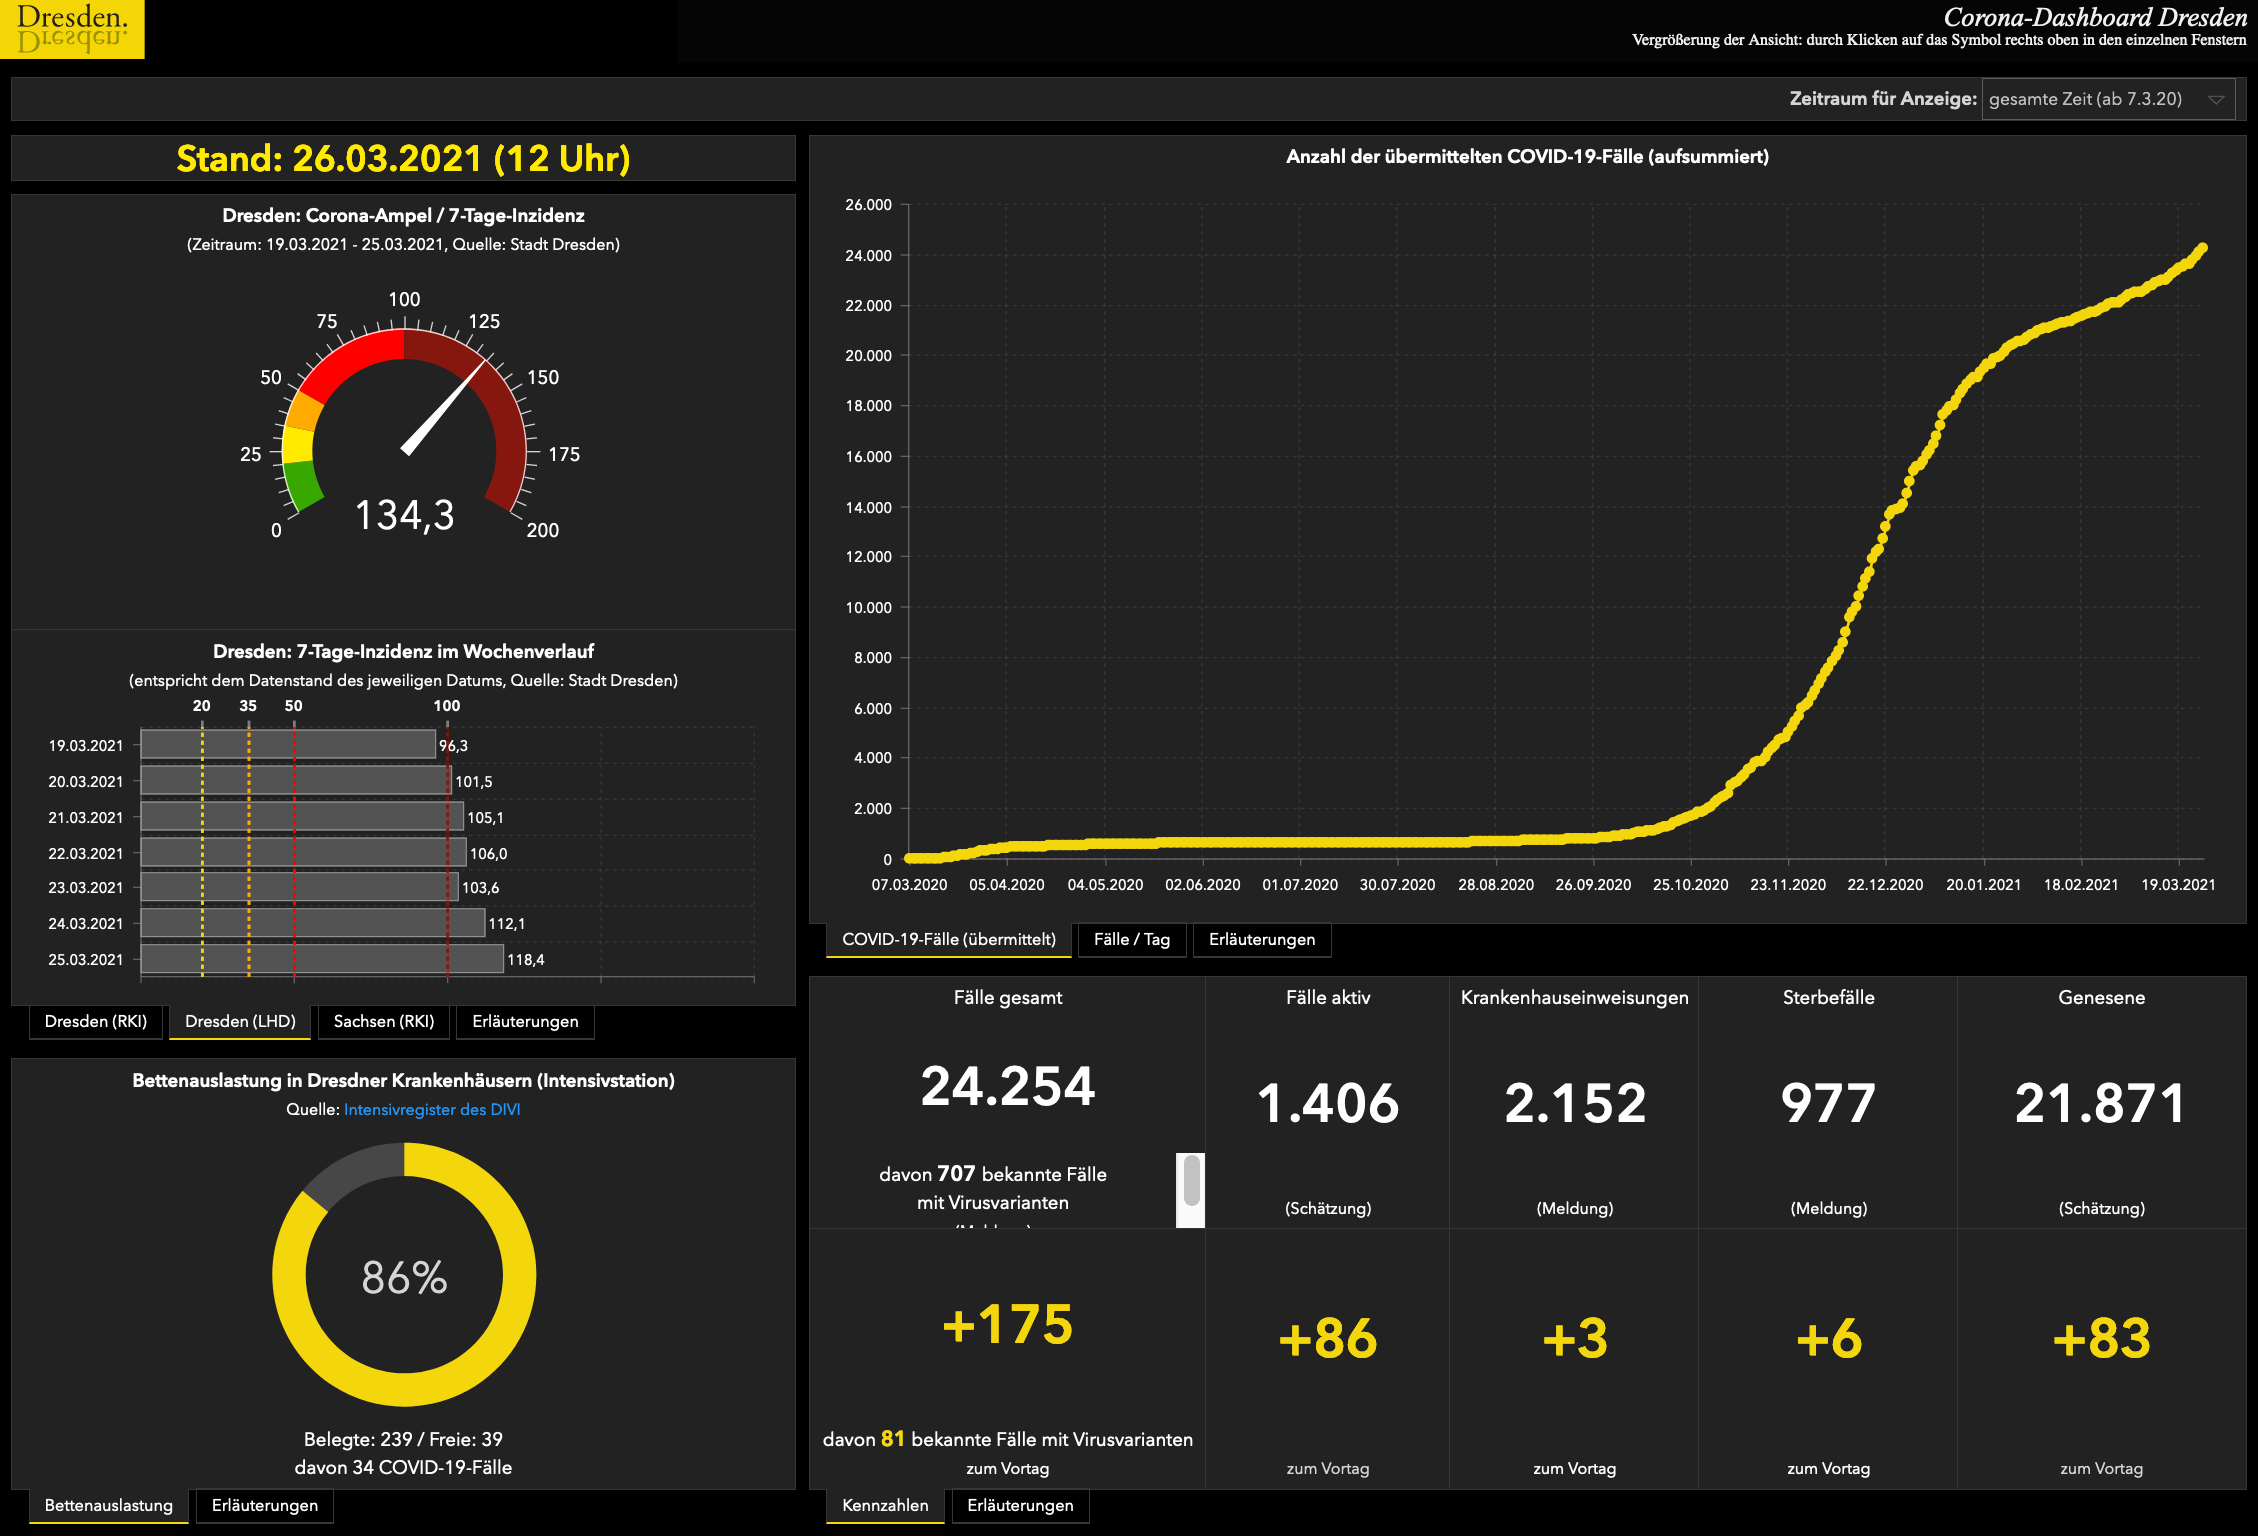 Dresden.
Corona-Dashboard Dresden
Vergrößerung der Ansicht: durch Klicken auf das Symbol rechts oben in den einzelnen Fenstern
Zeitraum für Anzeige: gesamte Zeit (ab 7.3.20)
Stand: 26.03.2021 (12 Uhr)
Dresden: Corona-Ampel / 7-Tage-Inzidenz
(Zeitraum: 19.03.2021 - 25.03.2021, Quelle: Stadt Dresden)
0
25
50
75
100
125
150
175
200
134,3
Dresden: 7-Tage-Inzidenz im Wochenverlauf
(entspricht dem Datenstand des jeweiligen Datums, Quelle: Stadt Dresden)
20 35 50 100
19.03.2021 96,3
20.03.2021 101,5
21.03.2021 105,1
22.03.2021 106,0
23.03.2021 103,6
24.03.2021 112,1
25.03.2021 118,4
Dresden (RKI) Dresden (LHD) Sachsen (RKI) Erläuterungen
Bettenauslastung in Dresdner Krankenhäusern (Intensivstation)
Quelle: Intensivregister des DIVI
86%
Belegte: 239 / Freie: 39
davon 34 COVID-19-Fälle
Bettenauslastung Erläuterungen
Anzahl der übermittelten COVID-19-Fälle (aufsummiert)
26.000
24.000
22.000
20.000
18.000
16.000
14.000
12.000
10.000
8.000
6.000
4.000
2.000
0
07.03.2020 05.04.2020 04.05.2020 02.06.2020 01.07.2020 30.07.2020 28.08.2020 26.09.2020 25.10.2020 23.11.2020 22.12.2020 20.01.2021 18.02.2021 19.03.2021
COVID-19-Fälle (übermittelt) Fälle / Tag Erläuterungen
Fälle gesamt
24.254
davon 707 bekannte Fälle
mit Virusvarianten
+175
davon 81 bekannte Fälle mit Virusvarianten
zum Vortag
Fälle aktiv
1.406
(Schätzung)
+86
zum Vortag
Krankenhauseinweisungen
2.152
(Meldung)
+3
zum Vortag
Sterbefälle
977
(Meldung)
+6
zum Vortag
Genesene
21.871
(Schätzung)
+83
zum Vortag
Kennzahlen Erläuterungen